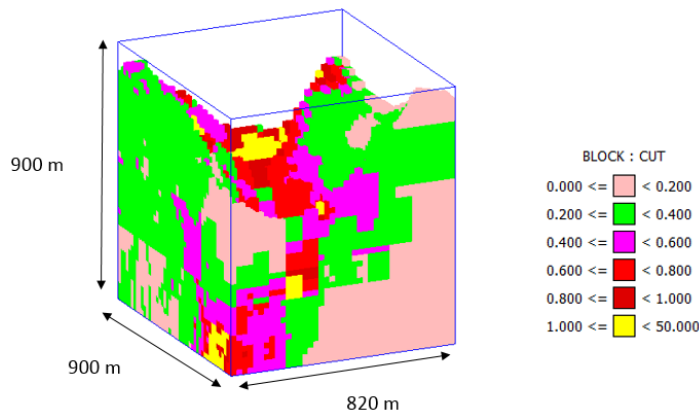 900 m
900 m
820 m
BLOCK : CUT
0.000 <= < 0.200
0.200 <= < 0.400
0.400 <= < 0.600
0.600 <= < 0.800
0.800 <= < 1.000
1.000 <= < 50.000